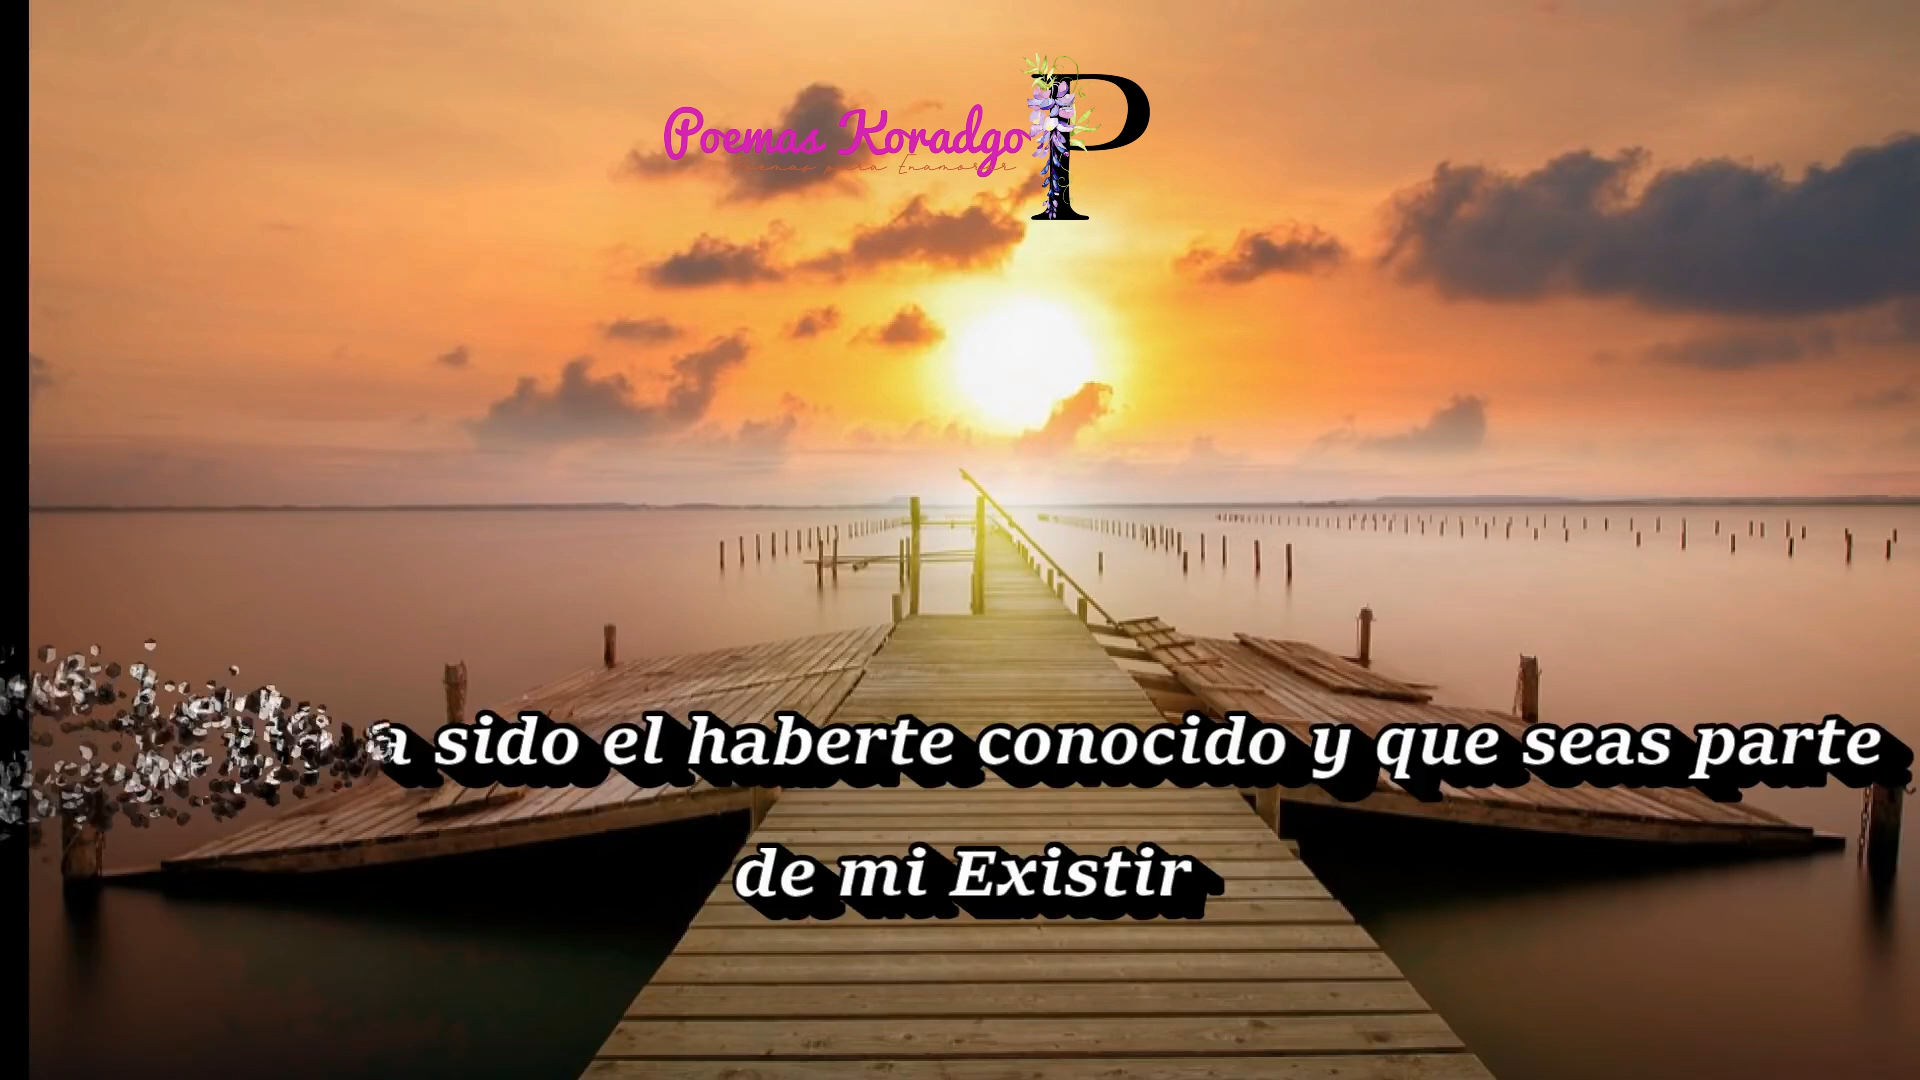 Poemas Koradgo
P
a sido el haberte conocido y que seas parte
de mi Existir